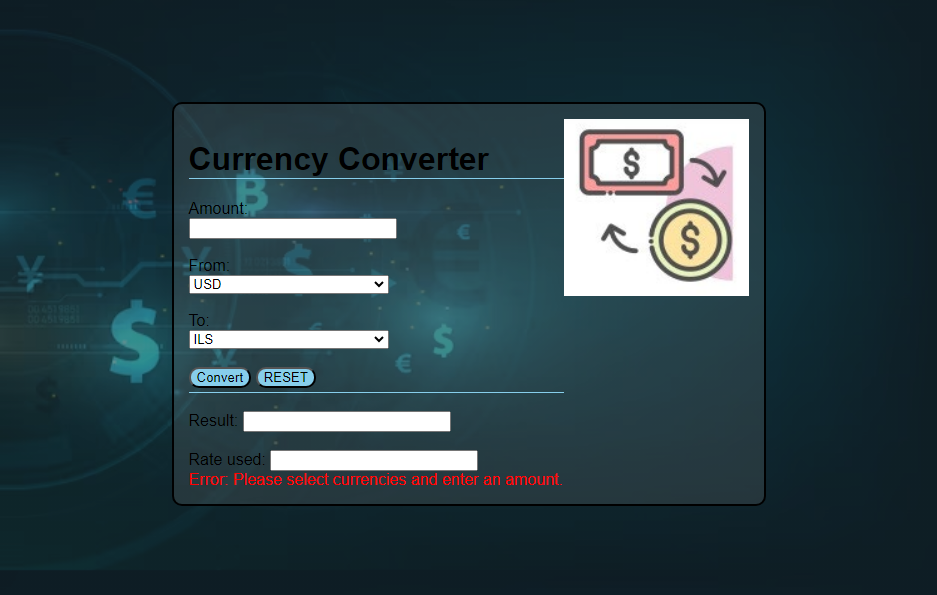 Currency Converter
Amount:
From:
USD
To:
ILS
Convert RESET
Result:
Rate used:
Error: Please select currencies and enter an amount.